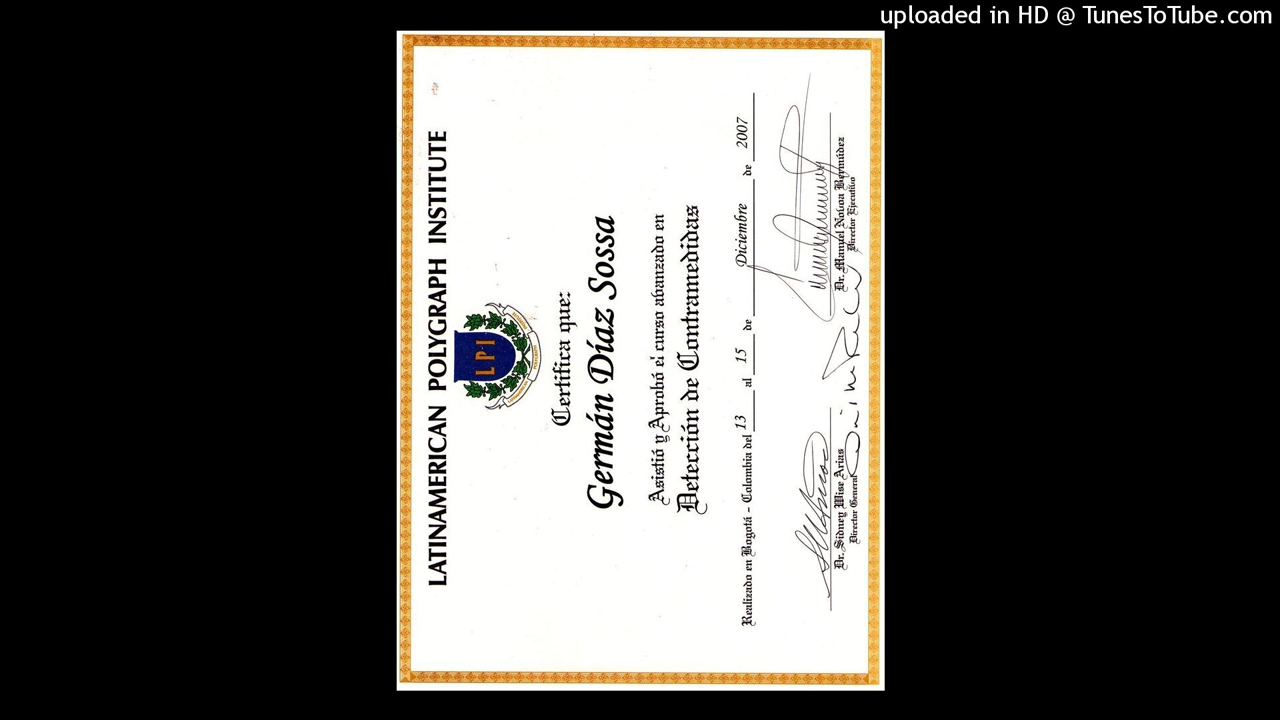 uploaded in HD @ TunesToTube.com
LATINAMERICAN POLYGRAPH INSTITUTE
LPI
Certifica que:
Germán Díaz Sossa
Asistió y Aprobó el curso avanzado en
Detección de Contramedidas
Realizado en Bogotá - Colombia del 13 al 15 de Diciembre de 2007
Dr. Sidney Wise Arias
Director General
Dr. Manuel Novoa Bermúdez
Director Ejecutivo